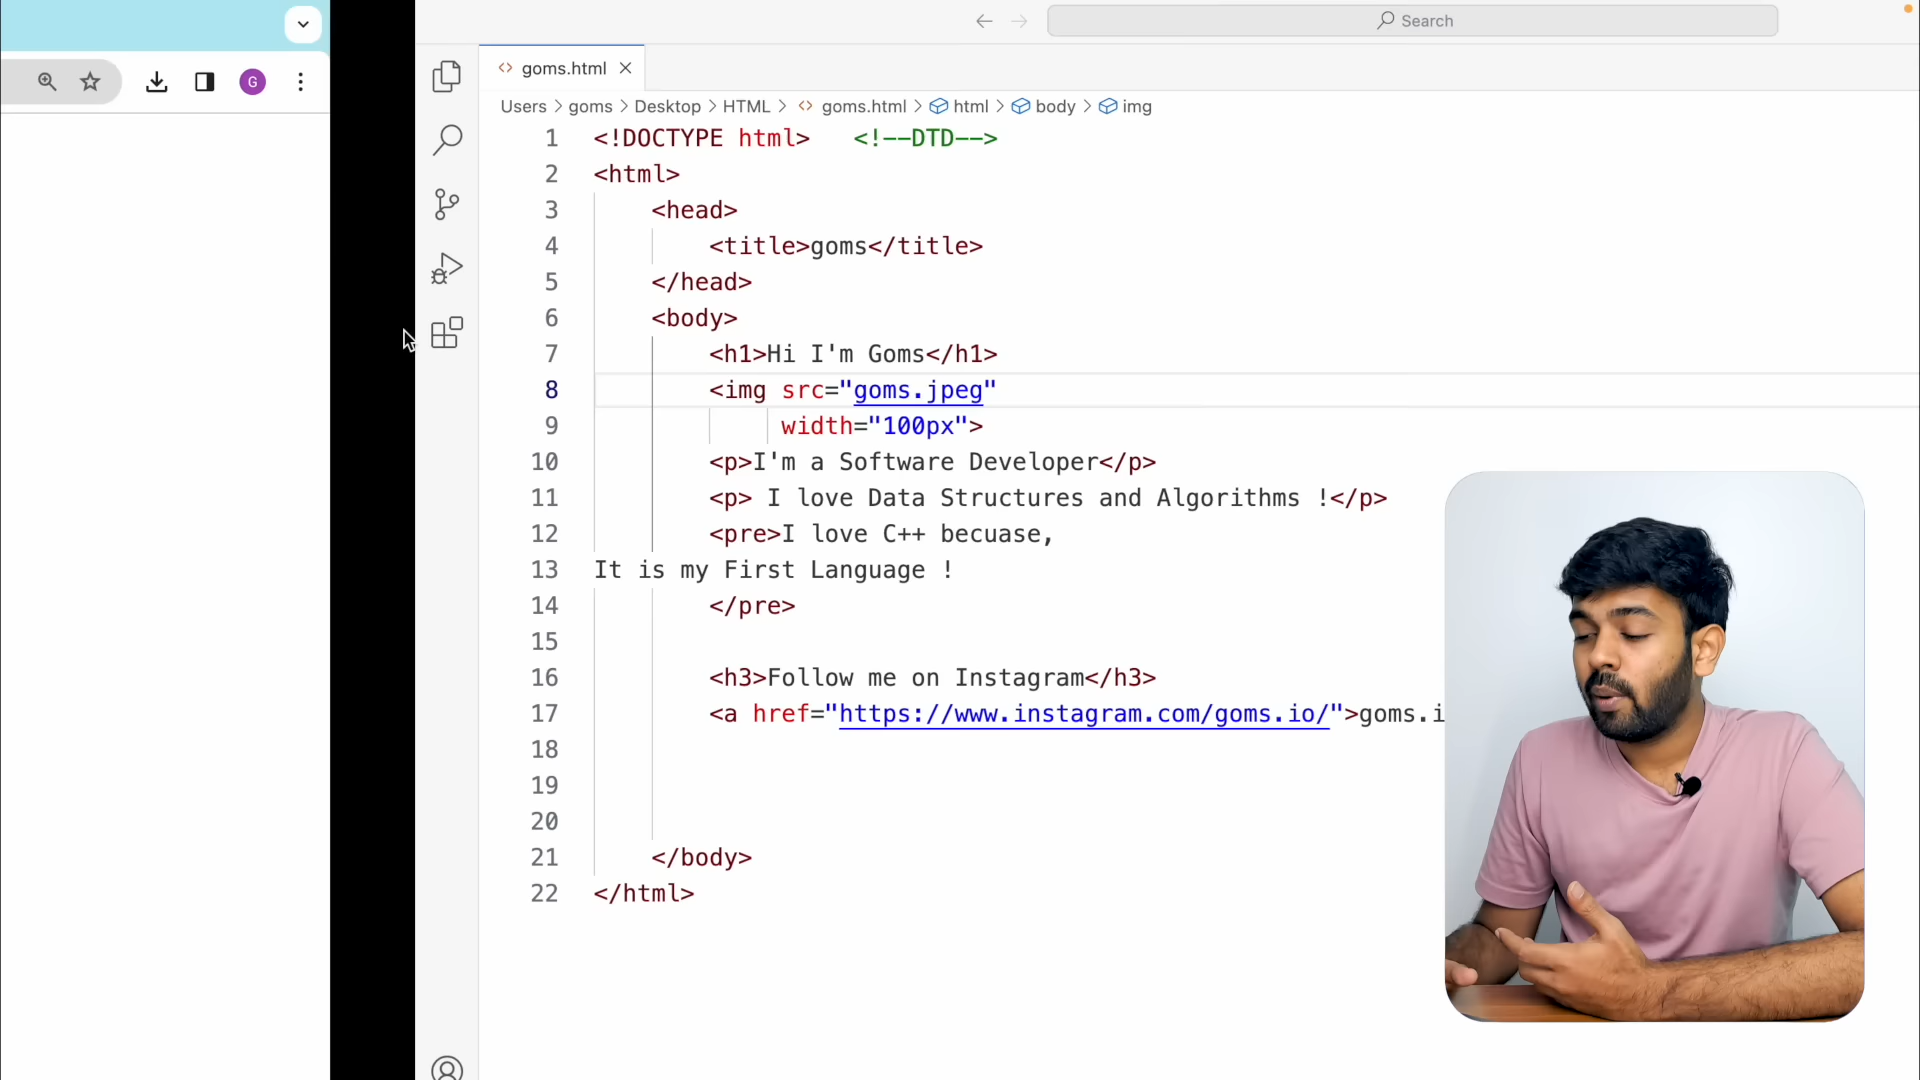 Search
G
goms.html
Users > goms > Desktop > HTML > goms.html > html > body > img
1 <!DOCTYPE html>   <!--DTD-->
2 <html>
3 <head>
4 <title>goms</title>
5 </head>
6 <body>
7 <h1>Hi I'm Goms</h1>
8 <img src="goms.jpeg"
9 width="100px">
10 <p>I'm a Software Developer</p>
11 <p> I love Data Structures and Algorithms !</p>
12 <pre>I love C++ becuase,
13 It is my First Language !
14 </pre>
15
16 <h3>Follow me on Instagram</h3>
17 <a href="https://www.instagram.com/goms.io/">goms.i
18
19
20
21 </body>
22 </html>